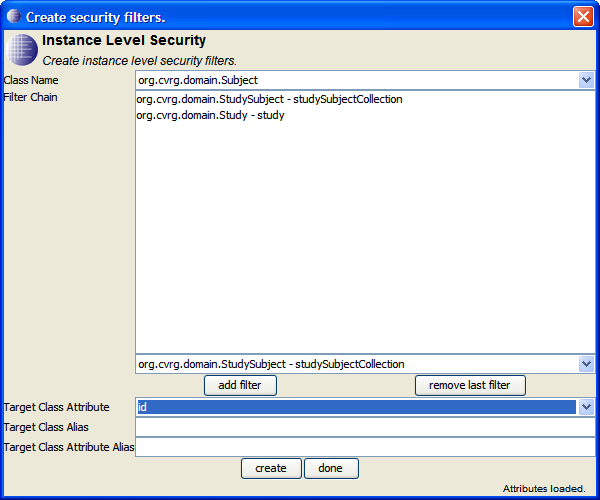 Create security filters.
Instance Level Security
Create instance level security filters.
Class Name org.cvrg.domain.Subject
Filter Chain org.cvrg.domain.StudySubject - studySubjectCollection
org.cvrg.domain.Study - study
org.cvrg.domain.StudySubject - studySubjectCollection
add filter remove last filter
Target Class Attribute id
Target Class Alias
Target Class Attribute Alias
create done
Attributes loaded.